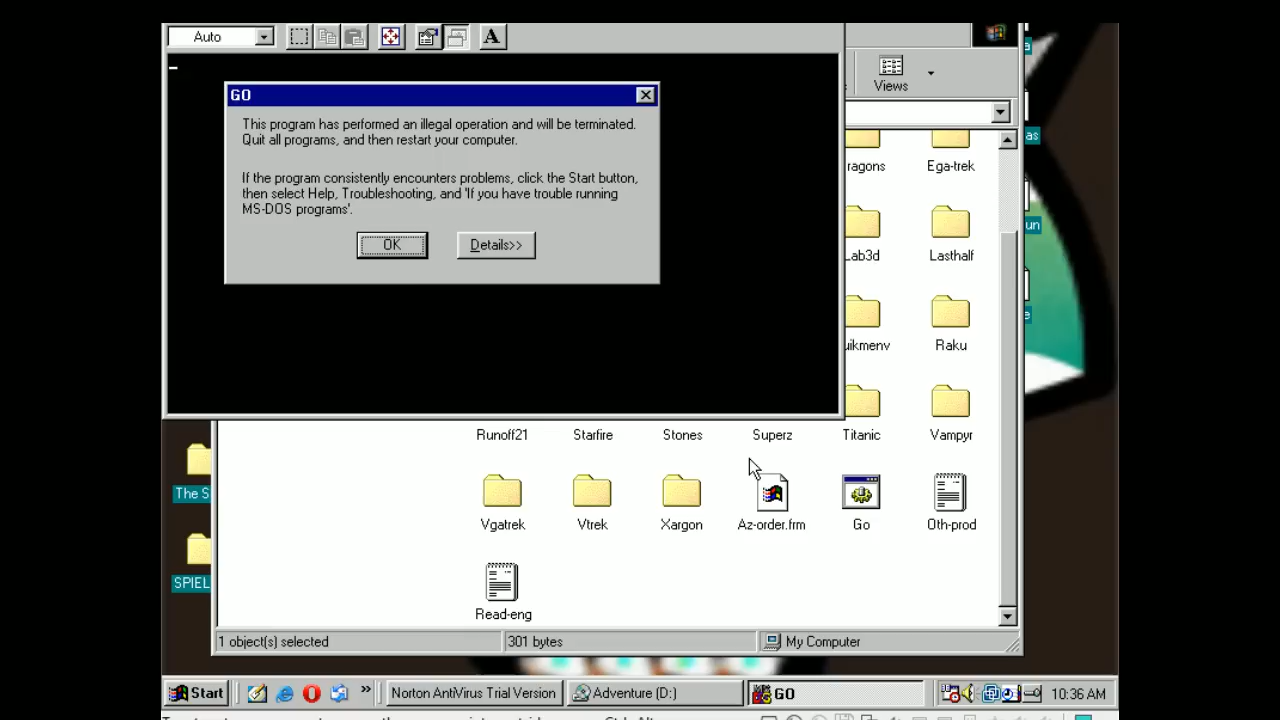 Auto
A
Views
GO
This program has performed an illegal operation and will be terminated.
Quit all programs, and then restart your computer.
If the program consistently encounters problems, click the Start button,
then select Help, Troubleshooting, and 'If you have trouble running
MS-DOS programs'.
OK
Details>>
ragons
Ega-trek
Lab3d
Lasthalf
uikmenv
Raku
Runoff21
Starfire
Stones
Superz
Titanic
Vampyr
The S
Vgatrek
Vtrek
Xargon
Az-order.frm
Go
Oth-prod
SPIEL
Read-eng
as
un
e
1 object(s) selected
301 bytes
My Computer
Start
»
Norton AntiVirus Trial Version
Adventure (D:)
GO
10:36 AM